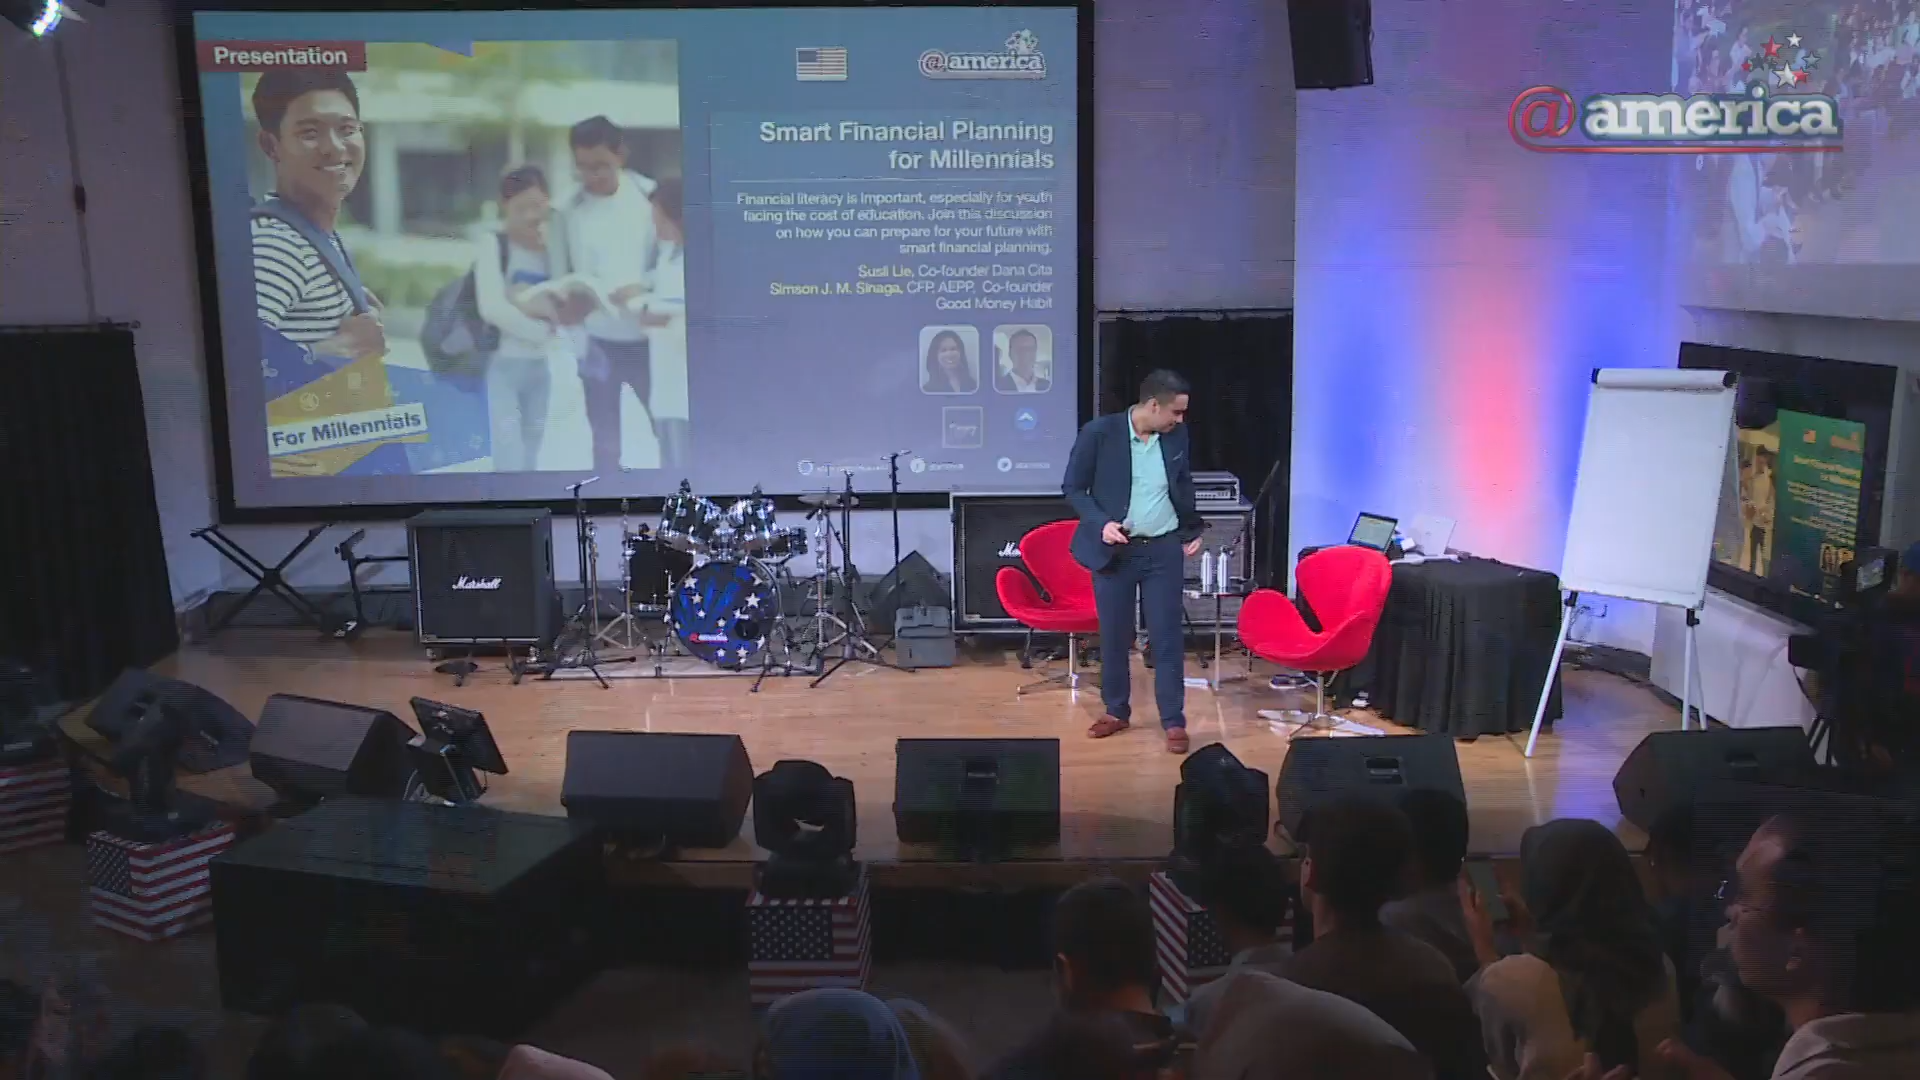 Presentation
@america
Smart Financial Planning
for Millennials
Financial literacy is important, especially for youth
facing the cost of education. Join this discussion
on how you can prepare for your future with
smart financial planning.
Susli Lie, Co-founder Dana Cita
Simson J. M. Sinaga, CFP, AEPP, Co-founder
Good Money Habit
For Millennials
@america
Marshall